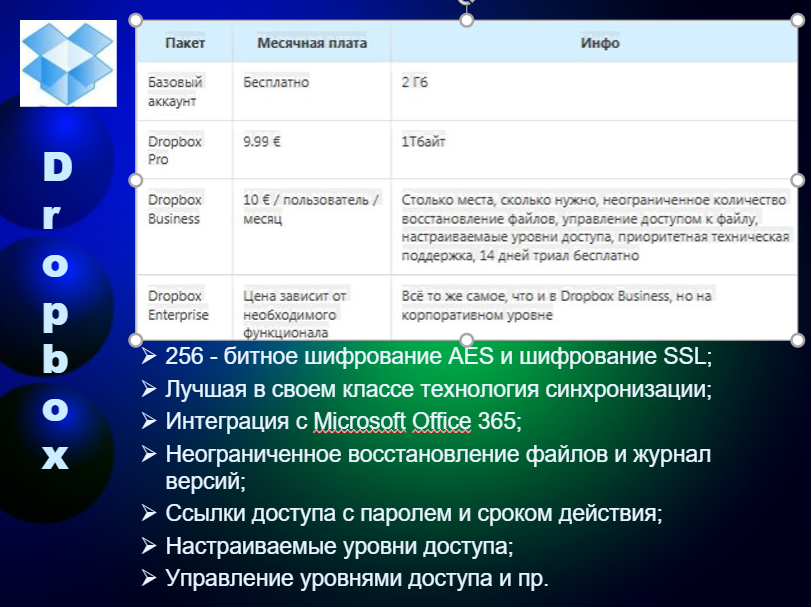 Dropbox
Пакет Месячная плата Инфо
Базовый Бесплатно 2 Гб
аккаунт
Dropbox 9.99 € 1Тбайт
Pro
Dropbox 10 € / пользователь / Столько места, сколько нужно, неограниченное количество
Business месяц восстановление файлов, управление доступом к файлу,
настраиваемаые уровни доступа, приоритетная техническая
поддержка, 14 дней триал бесплатно
Dropbox Цена зависит от Всё то же самое, что и в Dropbox Business, но на
Enterprise необходимого корпоративном уровне
функционала
256 - битное шифрование AES и шифрование SSL;
Лучшая в своем классе технология синхронизации;
Интеграция с Microsoft Office 365;
Неограниченное восстановление файлов и журнал
версий;
Ссылки доступа с паролем и сроком действия;
Настраиваемые уровни доступа;
Управление уровнями доступа и пр.